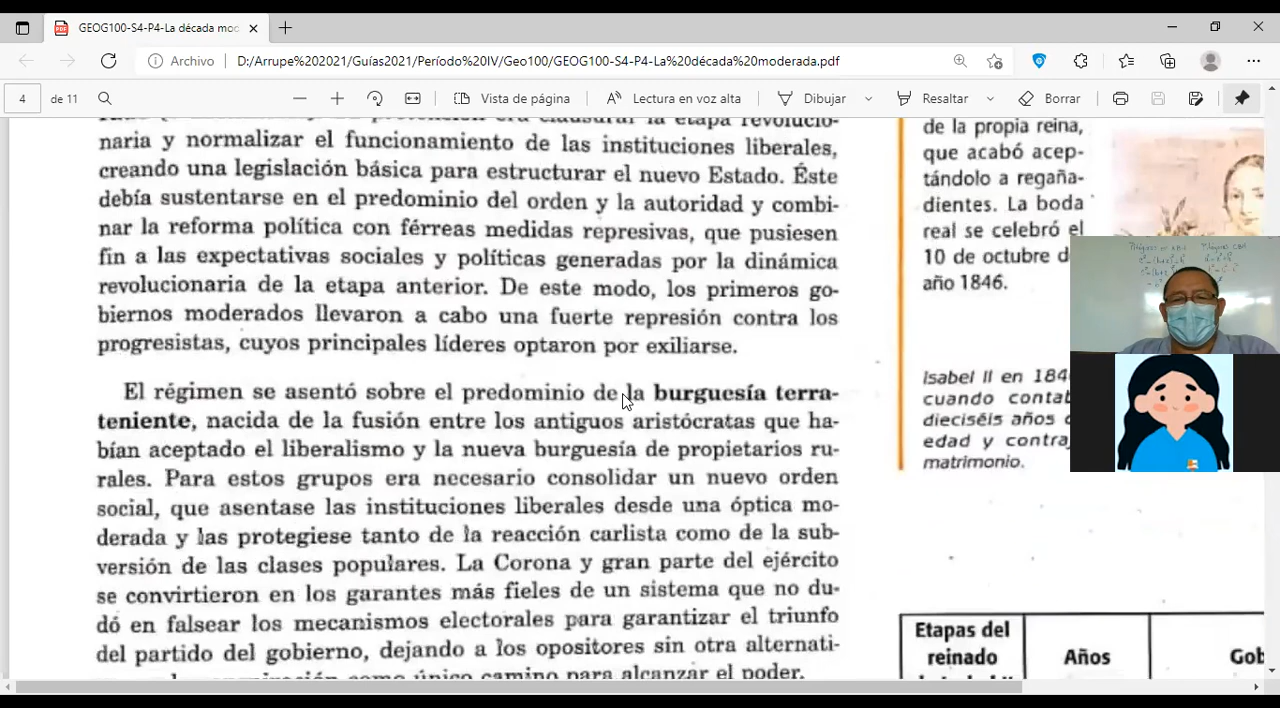 GEOG100-S4-P4-La década mod
Archivo
D:/Arrupe%202021/Guías2021/Período%20IV/Geo100/GEOG100-S4-P4-La%20década%20moderada.pdf
4 de 11
Vista de página
Lectura en voz alta
Dibujar
Resaltar
Borrar
la etapa revolucio-
naria y normalizar el funcionamiento de las instituciones liberales,
creando una legislación básica para estructurar el nuevo Estado. Éste
debía sustentarse en el predominio del orden y la autoridad y combi-
nar la reforma política con férreas medidas represivas, que pusiesen
fin a las expectativas sociales y políticas generadas por la dinámica
revolucionaria de la etapa anterior. De este modo, los primeros go-
biernos moderados llevaron a cabo una fuerte represión contra los
progresistas, cuyos principales líderes optaron por exiliarse.
El régimen se asentó sobre el predominio de la burguesía terra-
teniente, nacida de la fusión entre los antiguos aristócratas que ha-
bían aceptado el liberalismo y la nueva burguesía de propietarios ru-
rales. Para estos grupos era necesario consolidar un nuevo orden
social, que asentase las instituciones liberales desde una óptica mo-
derada y las protegiese tanto de la reacción carlista como de la sub-
versión de las clases populares. La Corona y gran parte del ejército
se convirtieron en los garantes más fieles de un sistema que no du-
dó en falsear los mecanismos electorales para garantizar el triunfo
del partido del gobierno, dejando a los opositores sin otra alternati-
como único camino para alcanzar el poder.
de la propia reina,
que acabó acep-
tándolo a regaña-
dientes. La boda
real se celebró el
10 de octubre d
año 1846.
Isabel II en 184
cuando contab
dieciséis años
edad y contraj
matrimonio.
Etapas del
reinado
Años
Gob